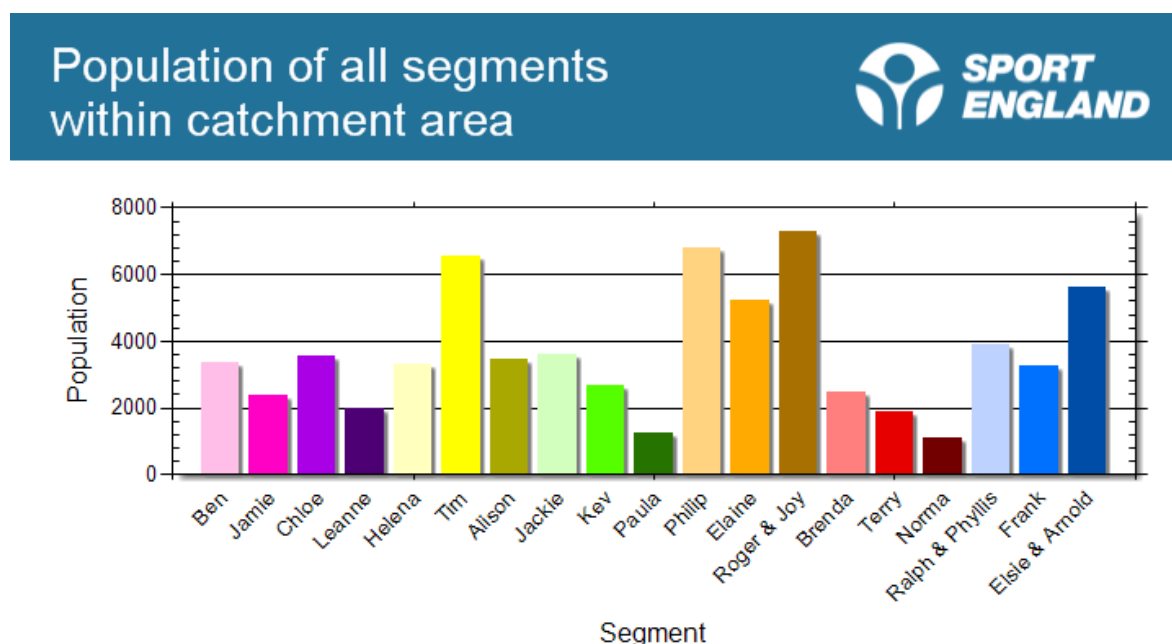 Population of all segments
within catchment area
SPORT
ENGLAND
8000
6000
4000
2000
0
Population
Ben
Jamie
Chloe
Leanne
Helena
Tim
Alison
Jackie
Kev
Paula
Philip
Elaine
Roger & Joy
Brenda
Terry
Norma
Ralph & Phyllis
Frank
Elsie & Arnold
Segment